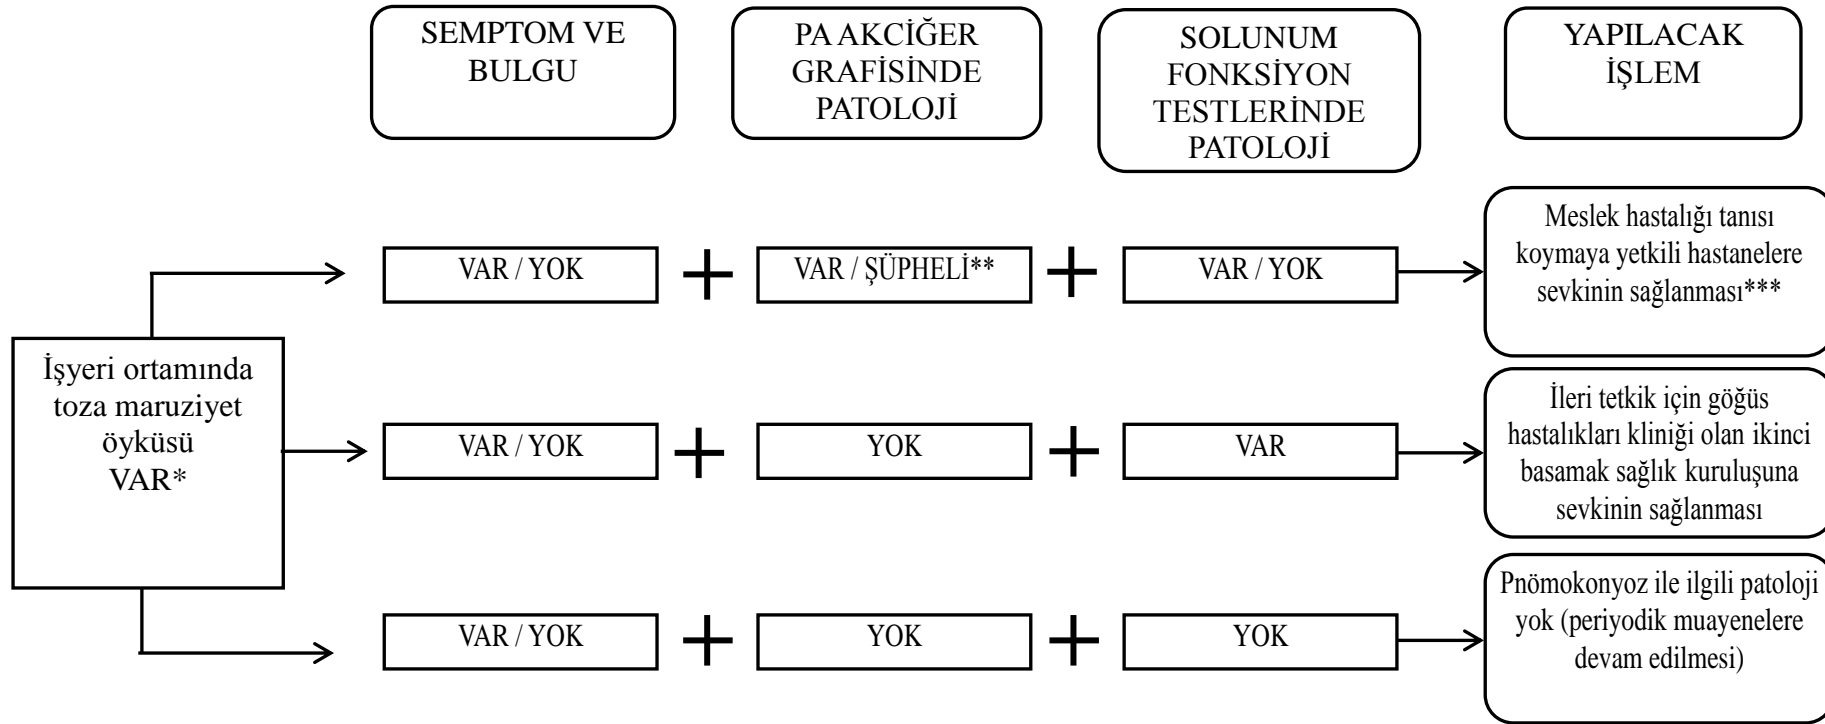 SEMPTOM VE
BULGU
PA AKCİĞER
GRAFİSİNDE
PATOLOJİ
SOLUNUM
FONKSİYON
TESTLERİNDE
PATOLOJİ
YAPILACAK
İŞLEM
İşyeri ortamında
toza maruziyet
öyküsü
VAR*
VAR / YOK
+
VAR / ŞÜPHELİ**
+
VAR / YOK
Meslek hastalığı tanısı
koymaya yetkili hastanelere
sevkinin sağlanması***
VAR / YOK
+
YOK
+
VAR
İleri tetkik için göğüs
hastalıkları kliniği olan ikinci
basamak sağlık kuruluşuna
sevkinin sağlanması
VAR / YOK
+
YOK
+
YOK
Pnömokonyoz ile ilgili patoloji
yok (periyodik muayenelere
devam edilmesi)